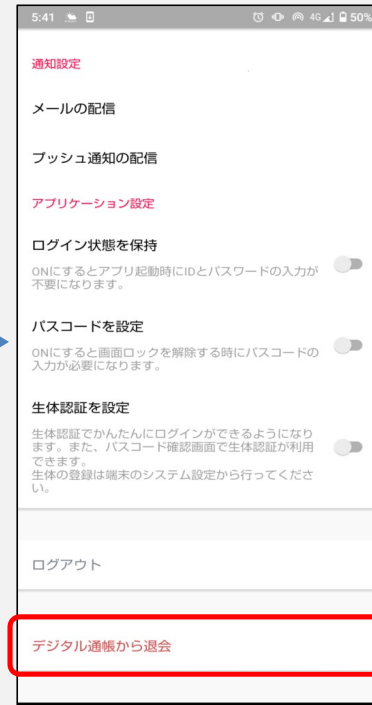 5:41 4G 50%
通知設定
メールの配信
プッシュ通知の配信
アプリケーション設定
ログイン状態を保持
ONにするとアプリ起動時にIDとパスワードの入力が
不要になります。
パスコードを設定
ONにすると画面ロックを解除する時にパスコードの
入力が必要になります。
生体認証を設定
生体認証でかんたんにログインができるようになり
ます。また、パスコード確認画面で生体認証が利用
できます。
生体の登録は端末のシステム設定から行ってくださ
い。
ログアウト
デジタル通帳から退会